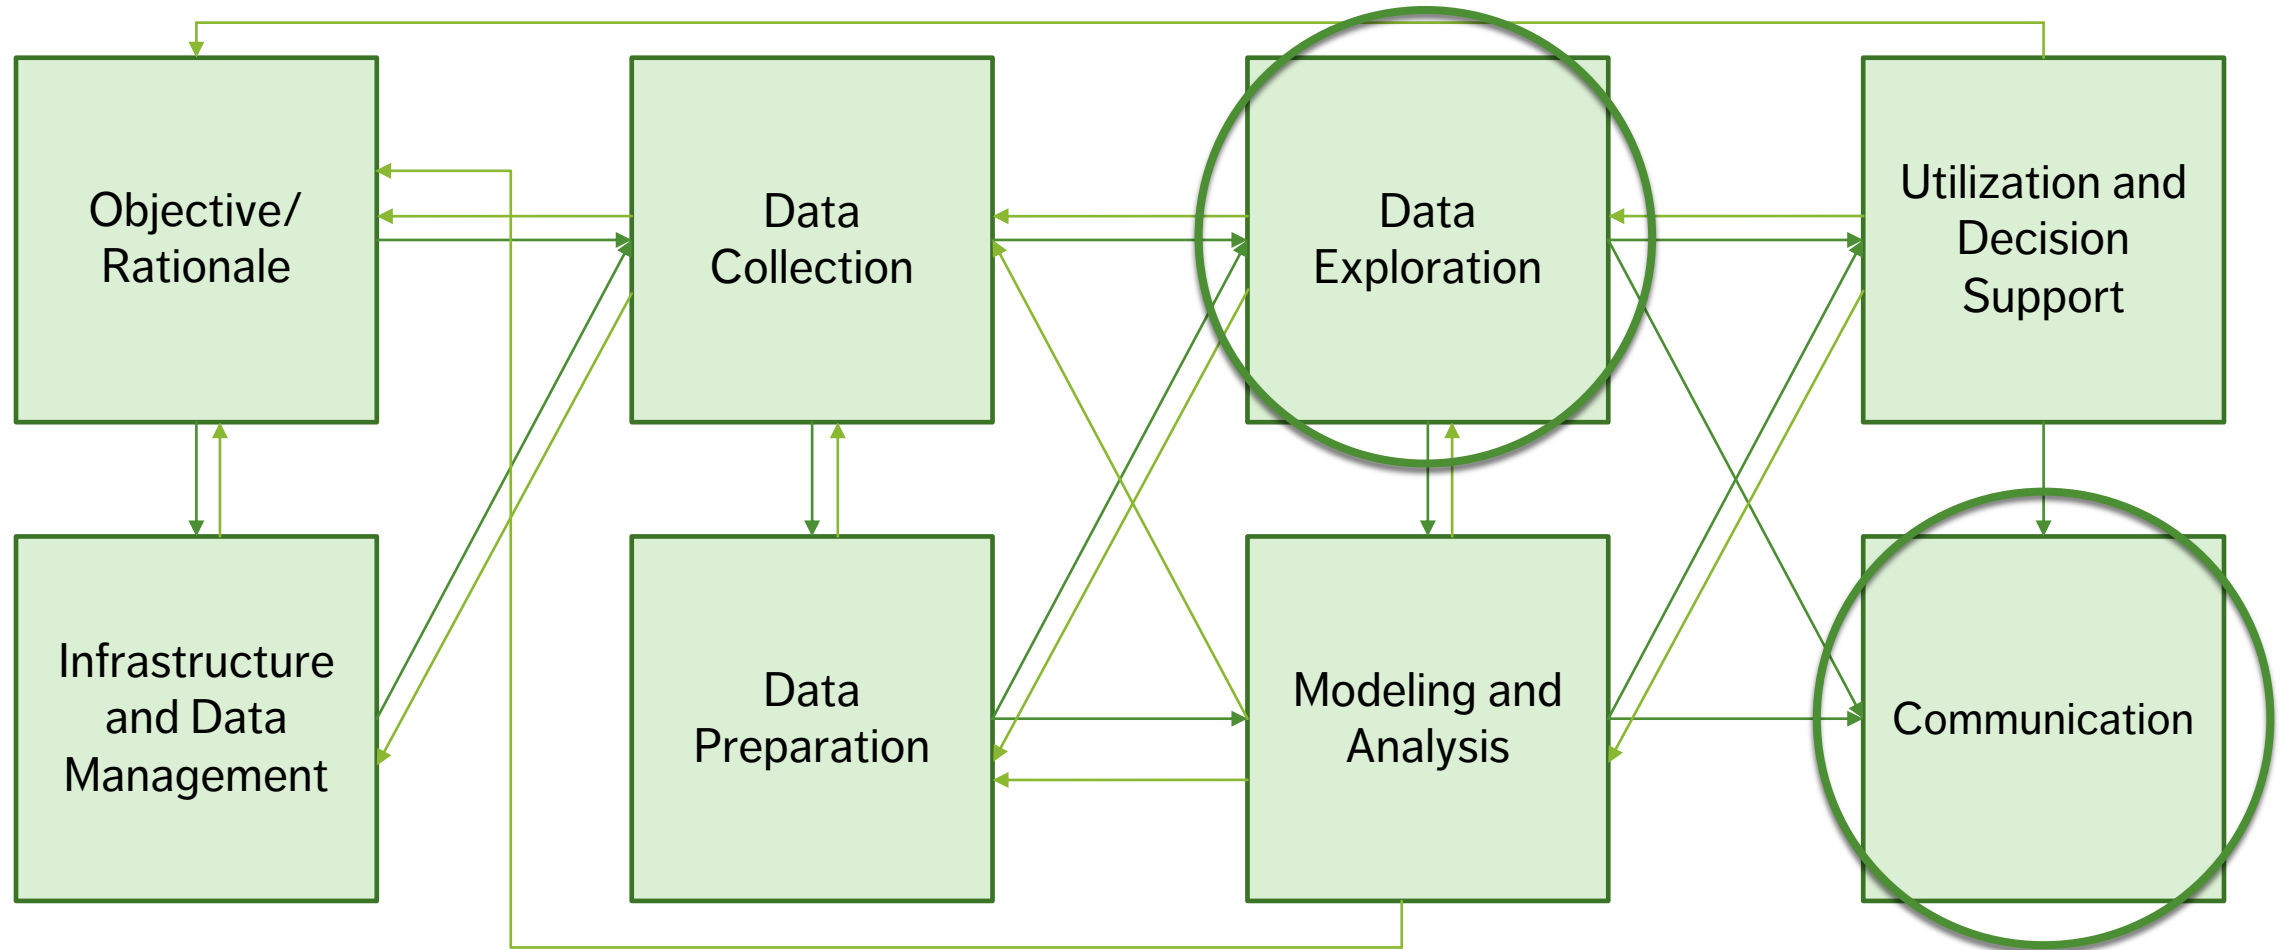 Objective/
Rationale
Data
Collection
Data
Exploration
Utilization and
Decision
Support
Infrastructure
and Data
Management
Data
Preparation
Modeling and
Analysis
Communication